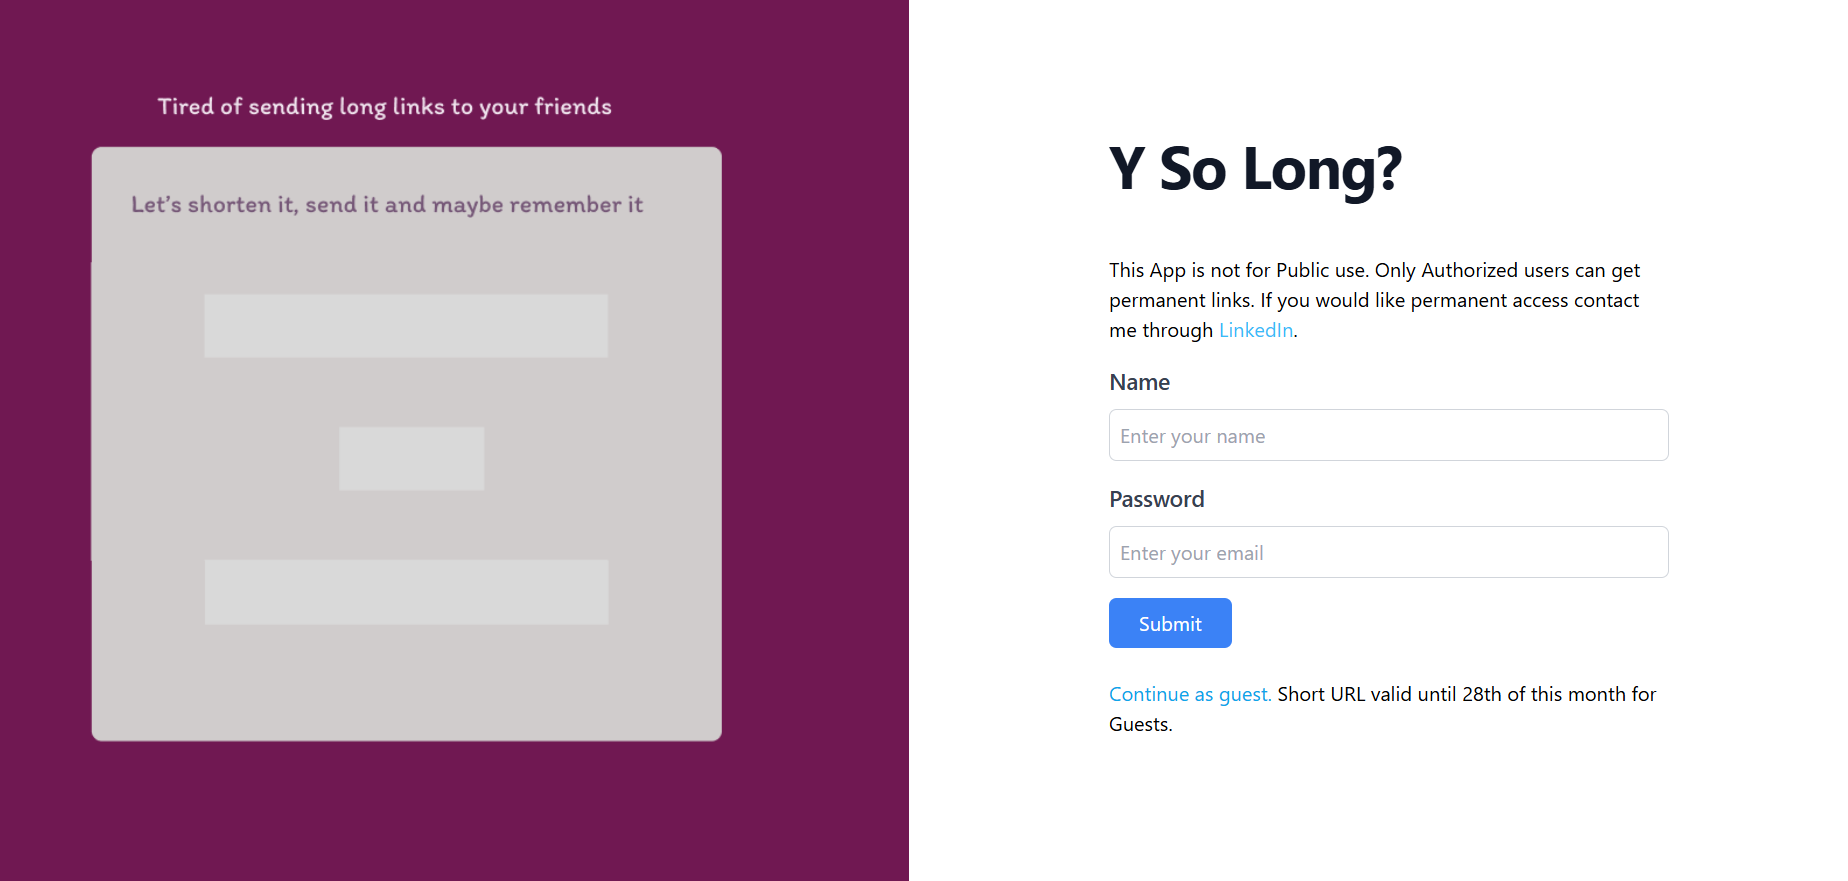 Tired of sending long links to your friends
Let's shorten it, send it and maybe remember it
Y So Long?
This App is not for Public use. Only Authorized users can get
permanent links. If you would like permanent access contact
me through LinkedIn.
Name
Enter your name
Password
Enter your email
Submit
Continue as guest. Short URL valid until 28th of this month for
Guests.